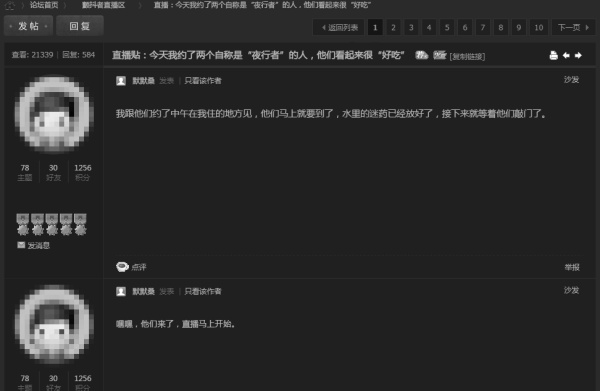 论坛首页 〉 颤抖者直播区 〉 直播：今天我约了两个自称是“夜行者”的人，他们看起来很“好吃”
发帖 回复 返回列表 1 2 3 4 5 6 7 8 9 10 下一页
查看: 21339 | 回复: 584 直播贴：今天我约了两个自称是“夜行者”的人，他们看起来很“好吃” [复制链接]
默默桑 发表 | 只看该作者 沙发
我跟他们约了中午在我住的地方见，他们马上就要到了，水里的迷药已经放好了，接下来就等着他们敲门了。
78 30 1256
主题 好友 积分
发消息
点评 举报
默默桑 发表 | 只看该作者 沙发
嘿嘿，他们来了，直播马上开始。
78 30 1256
主题 好友 积分